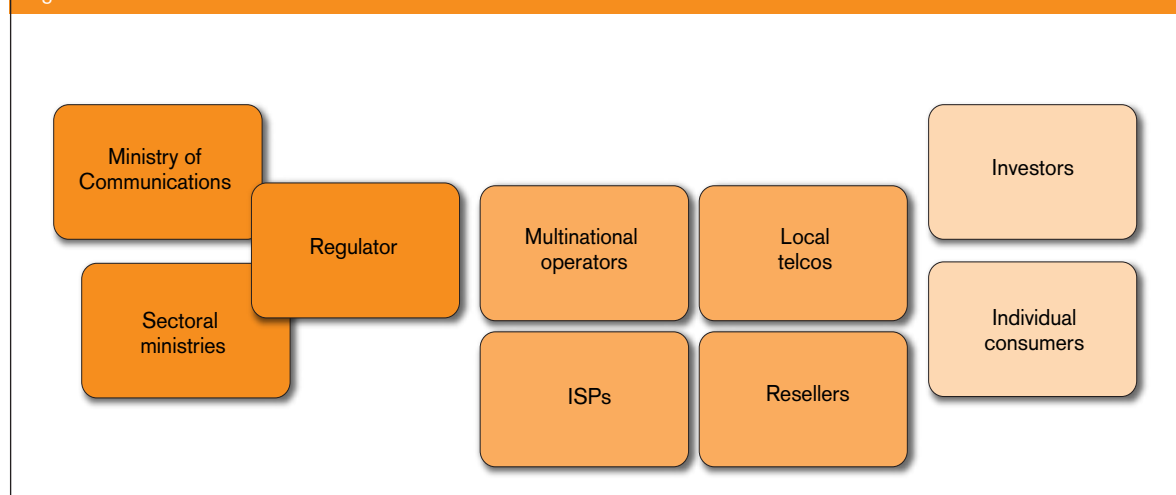 Ministry of
Communications
Regulator
Sectoral
ministries
Multinational
operators
Local
telcos
ISPs
Resellers
Investors
Individual
consumers